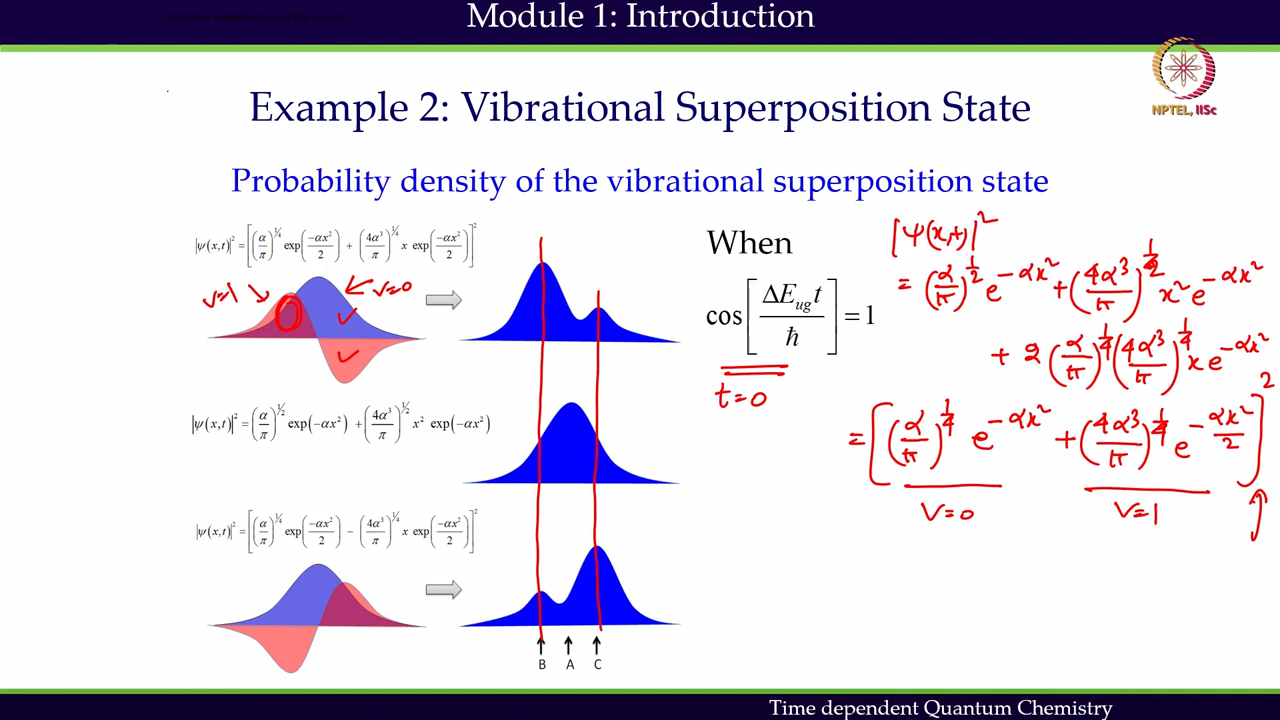 Module 1: Introduction
NPTEL, IISc
Example 2: Vibrational Superposition State
Probability density of the vibrational superposition state
|ψ(x,t)|² = [(α/π)^{1/4} exp(-αx²/2) + (4α³/π)^{1/4} x exp(-αx²/2)]²
v=1
v=0
|ψ(x,t)|² = (α/π)^{1/2} exp(-αx²) + (4α³/π)^{1/2} x² exp(-αx²)
|ψ(x,t)|² = [(α/π)^{1/4} exp(-αx²/2) - (4α³/π)^{1/4} x exp(-αx²/2)]²
B A C
When
cos[ΔE_{ug} t / ħ] = 1
t=0
|ψ(x,t)|²
= (α/π)^{1/2} e^{-αx²} + (4α³/π)^{1/2} x² e^{-αx²}
+ 2 (α/π)^{1/4} (4α³/π)^{1/4} x e^{-αx²}
= [(α/π)^{1/4} e^{-αx²} + (4α³/π)^{1/4} e^{-αx²/2}]²
v=0 v=1
Time dependent Quantum Chemistry